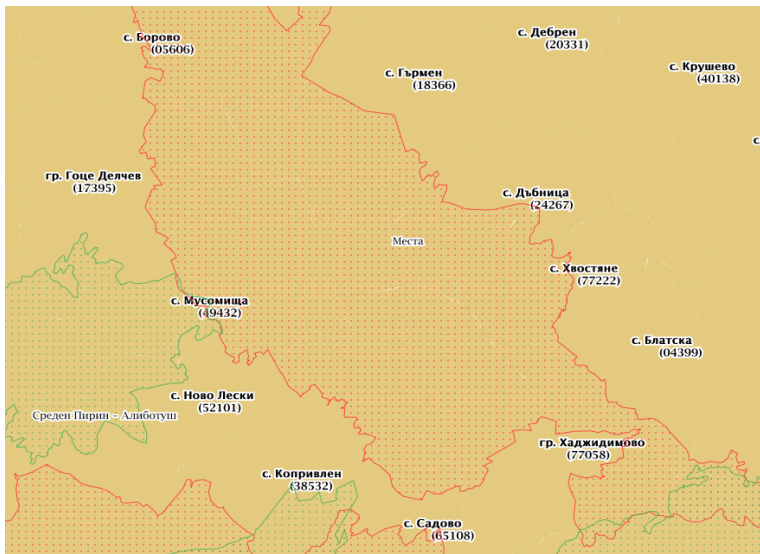 с. Борово
(05606)
с. Дебрен
(20331)
с. Гърмен
(18366)
с. Крушево
(40138)
с.
гр. Гоце Делчев
(17395)
с. Дъбница
(24267)
Места
с. Хвостяне
(77222)
с. Мусомища
(49432)
с. Блатска
(04399)
с. Ново Лески
(52101)
Среден Пирин – Алиботуш
гр. Хаджидимово
(77058)
с. Копривлен
(38532)
с. Садово
(65108)